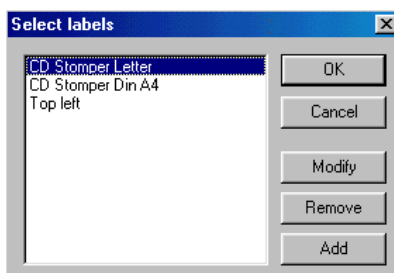 Select labels
CD Stomper Letter
CD Stomper Din A4
Top left
OK
Cancel
Modify
Remove
Add